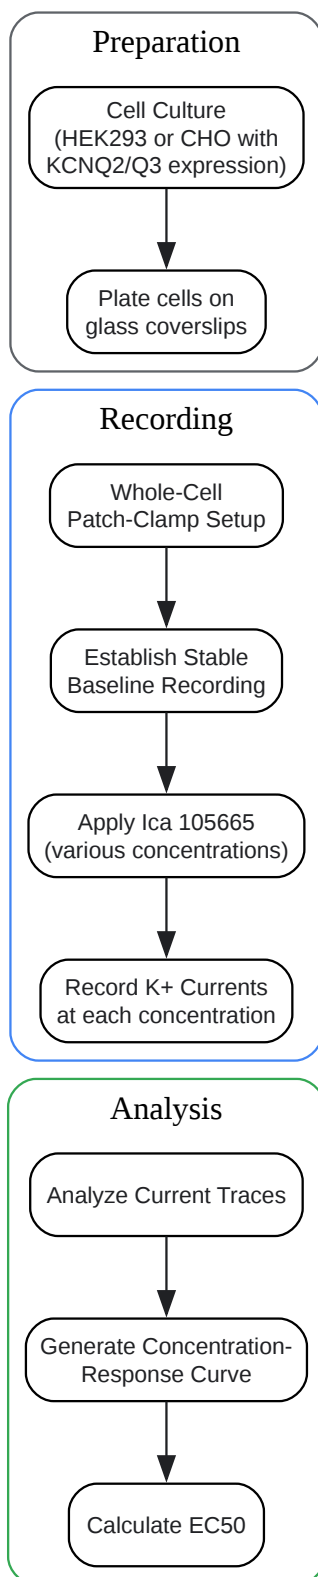 Preparation
Cell Culture
(HEK293 or CHO with
KCNQ2/Q3 expression)
Plate cells on
glass coverslips
Recording
Whole-Cell
Patch-Clamp Setup
Establish Stable
Baseline Recording
Apply Ica 105665
(various concentrations)
Record K+ Currents
at each concentration
Analysis
Analyze Current Traces
Generate Concentration-
Response Curve
Calculate EC50